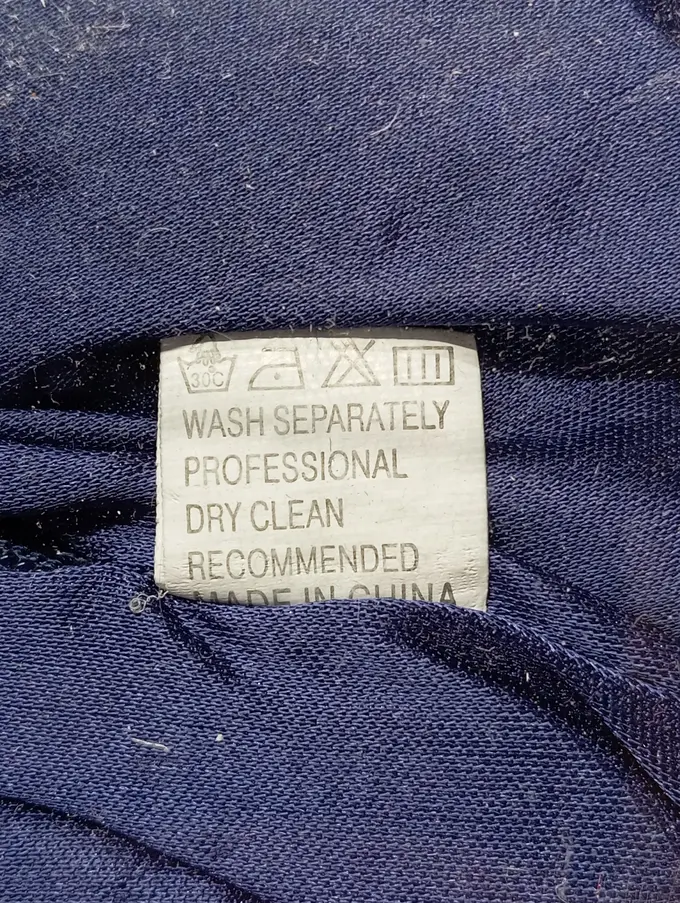 30C
WASH SEPARATELY
PROFESSIONAL
DRY CLEAN
RECOMMENDED
MADE IN CHINA